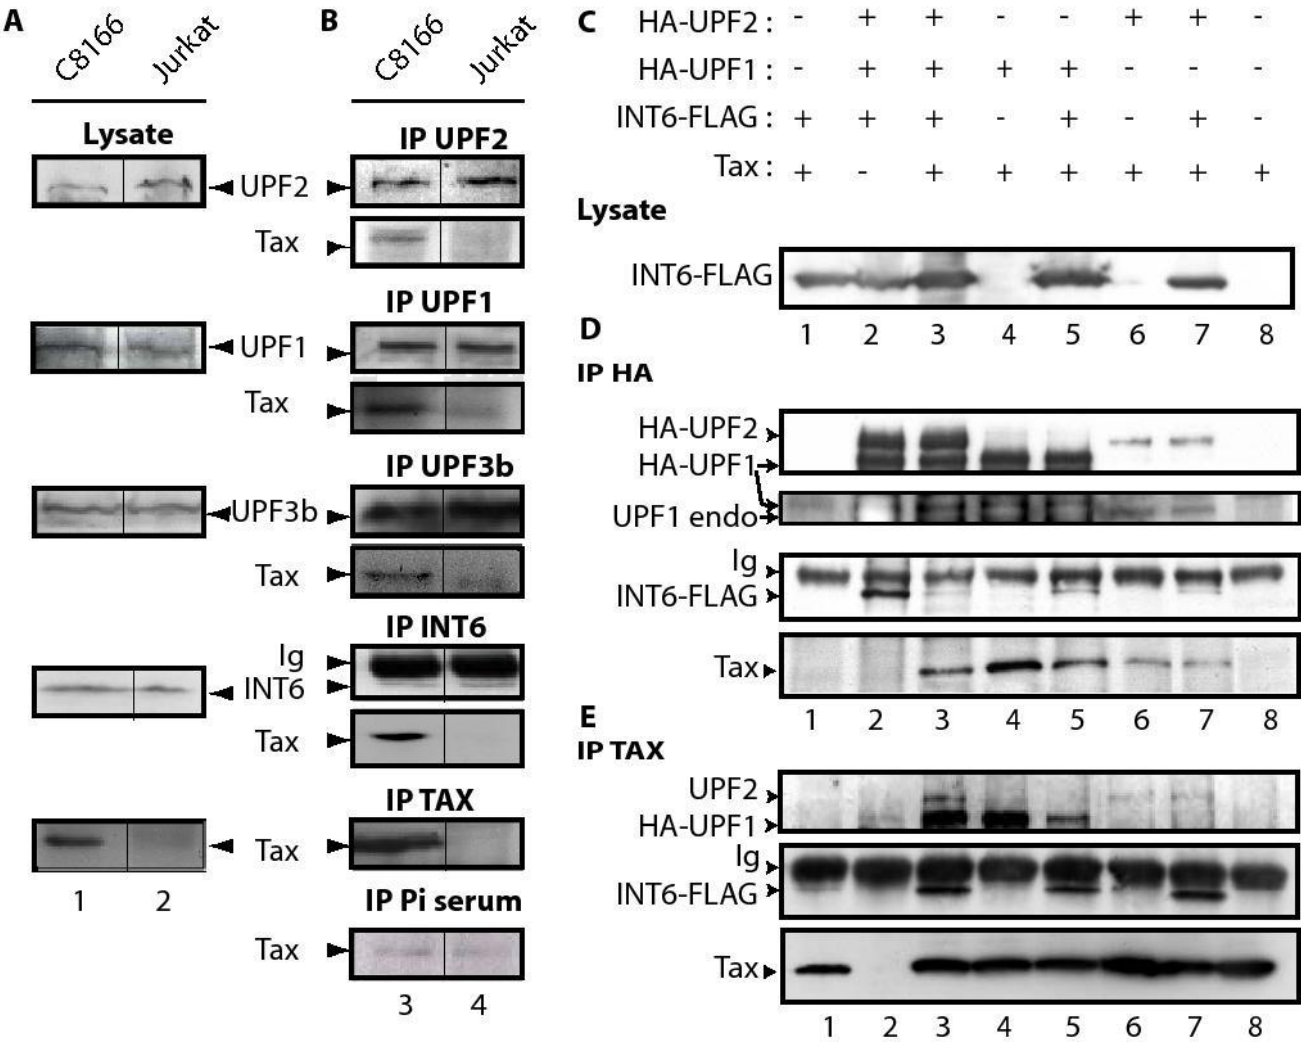 A
C8166 Jurkat
Lysate
UPF2
Tax
UPF1
Tax
UPF3b
Tax
Ig
INT6
Tax
Tax
1 2
Tax
B
C8166 Jurkat
IP UPF2
IP UPF1
IP UPF3b
IP INT6
IP TAX
IP Pi serum
3 4
C
HA-UPF2 : - + + - - + + -
HA-UPF1 : - + + + + - - -
INT6-FLAG : + + + - + - + -
Tax : + - + + + + + +
Lysate
INT6-FLAG
1 2 3 4 5 6 7 8
D
IP HA
HA-UPF2
HA-UPF1
UPF1 endo
Ig
INT6-FLAG
Tax
1 2 3 4 5 6 7 8
E
IP TAX
UPF2
HA-UPF1
Ig
INT6-FLAG
Tax
1 2 3 4 5 6 7 8